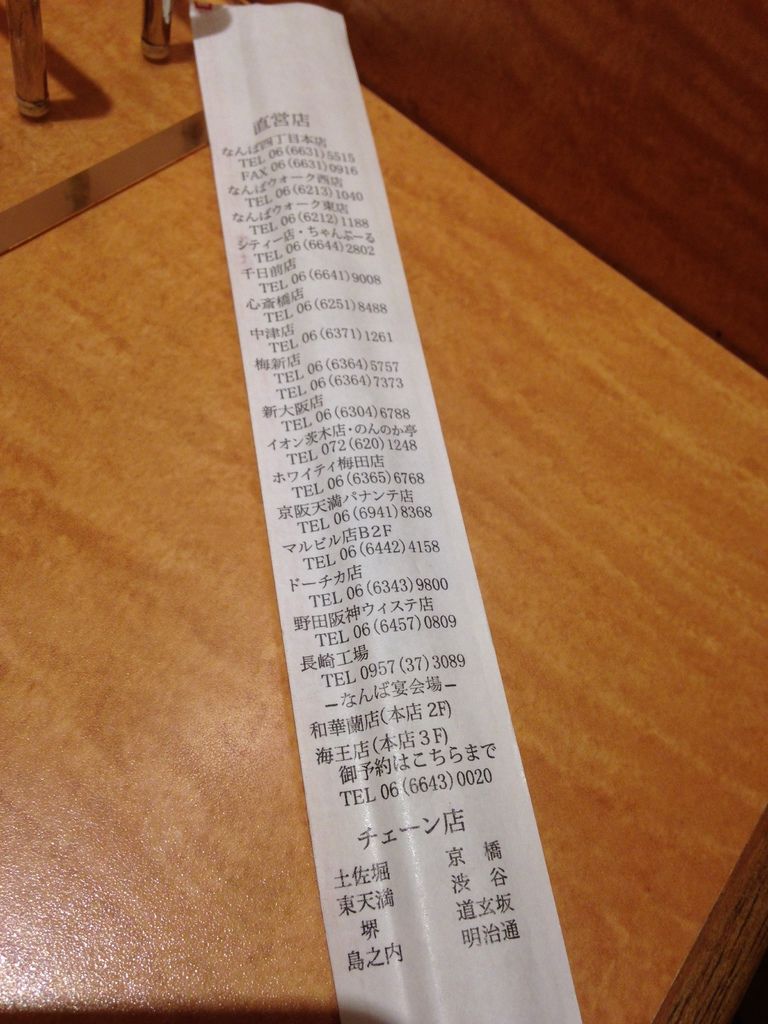 直営店
なんば四丁目本店
TEL 06(6631)5515
FAX 06(6631)0916
なんばウォーク西店
TEL 06(6213)1040
なんばウォーク東店
TEL 06(6212)1188
シティー店・ちゃんぷーる
TEL 06(6644)2802
千日前店
TEL 06(6641)9008
心斎橋店
TEL 06(6251)8488
中津店
TEL 06(6371)1261
梅新店
TEL 06(6364)5757
TEL 06(6364)7373
新大阪店
TEL 06(6304)6788
イオン茨木店・のんのか亭
TEL 072(620)1248
ホワイティ梅田店
TEL 06(6365)6768
京阪天満パナンテ店
TEL 06(6941)8368
マルビル店B2F
TEL 06(6442)4158
ドーチカ店
TEL 06(6343)9800
野田阪神ウィステ店
TEL 06(6457)0809
長崎工場
TEL 0957(37)3089
−なんば宴会場−
和華蘭店(本店2F)
海王店(本店3F)
御予約はこちらまで
TEL 06(6643)0020
チェーン店
土佐堀 京橋
東天満 渋谷
堺 道玄坂
島之内 明治通